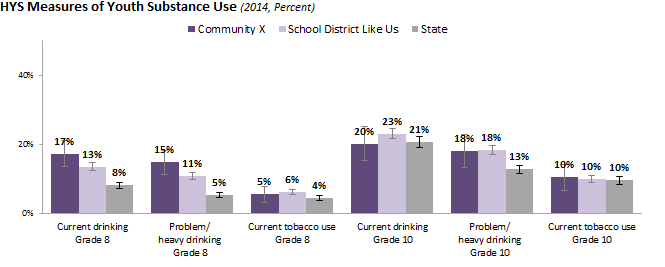 HYS Measures of Youth Substance Use (2014, Percent)
Community X School District Like Us State
40%
20%
0%
17% 13% 8%
15% 11% 5%
5% 6% 4%
20% 23% 21%
18% 18% 13%
10% 10% 10%
Current drinking
Grade 8
Problem/
heavy drinking
Grade 8
Current tobacco use
Grade 8
Current drinking
Grade 10
Problem/
heavy drinking
Grade 10
Current tobacco use
Grade 10